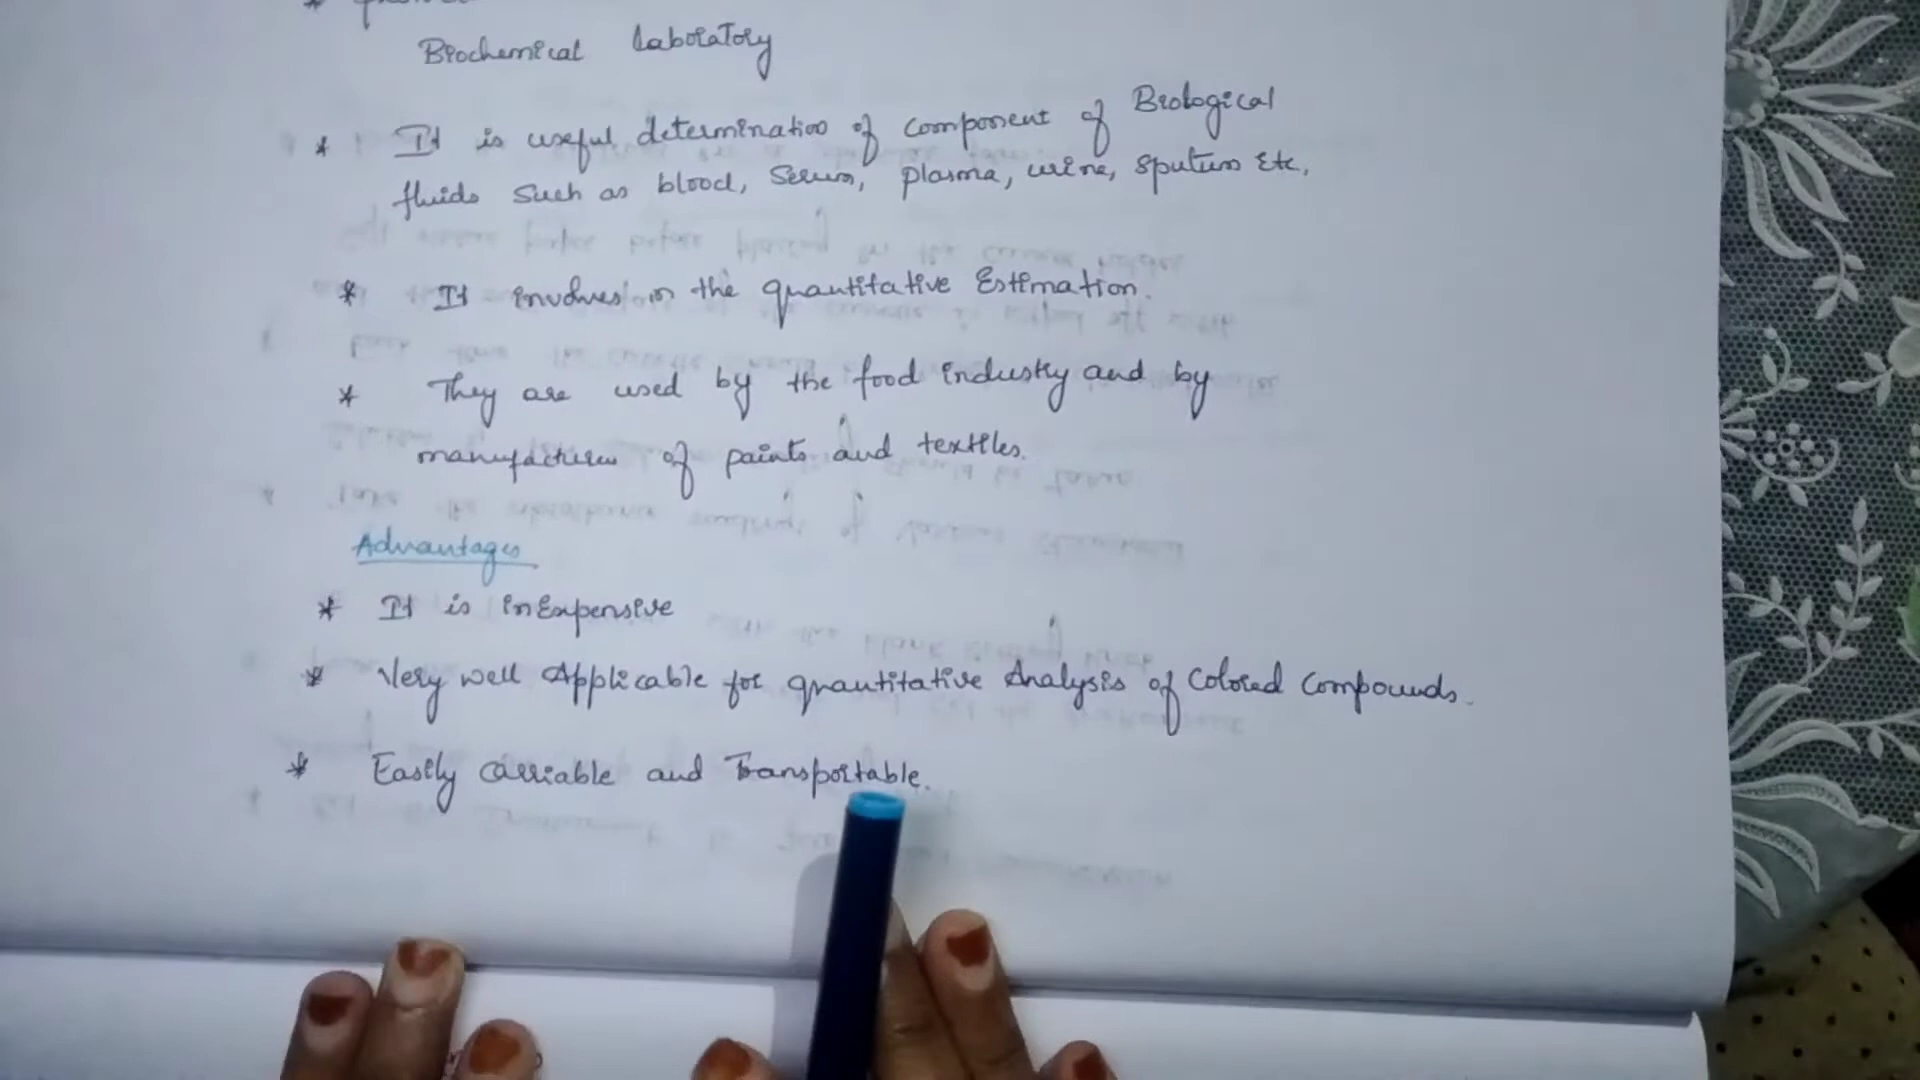 Biochemical Laboratory
* It is useful determination of component of Biological
fluids such as blood, Serum, plasma, urine, sputum Etc,
* It involves in the quantitative Estimation.
* They are used by the food industry and by
manufactures of paints and textiles.
Advantages
* It is inExpensive
* Very well Applicable for quantitative Analysis of Colored Compounds.
* Easily carriable and Transportable.